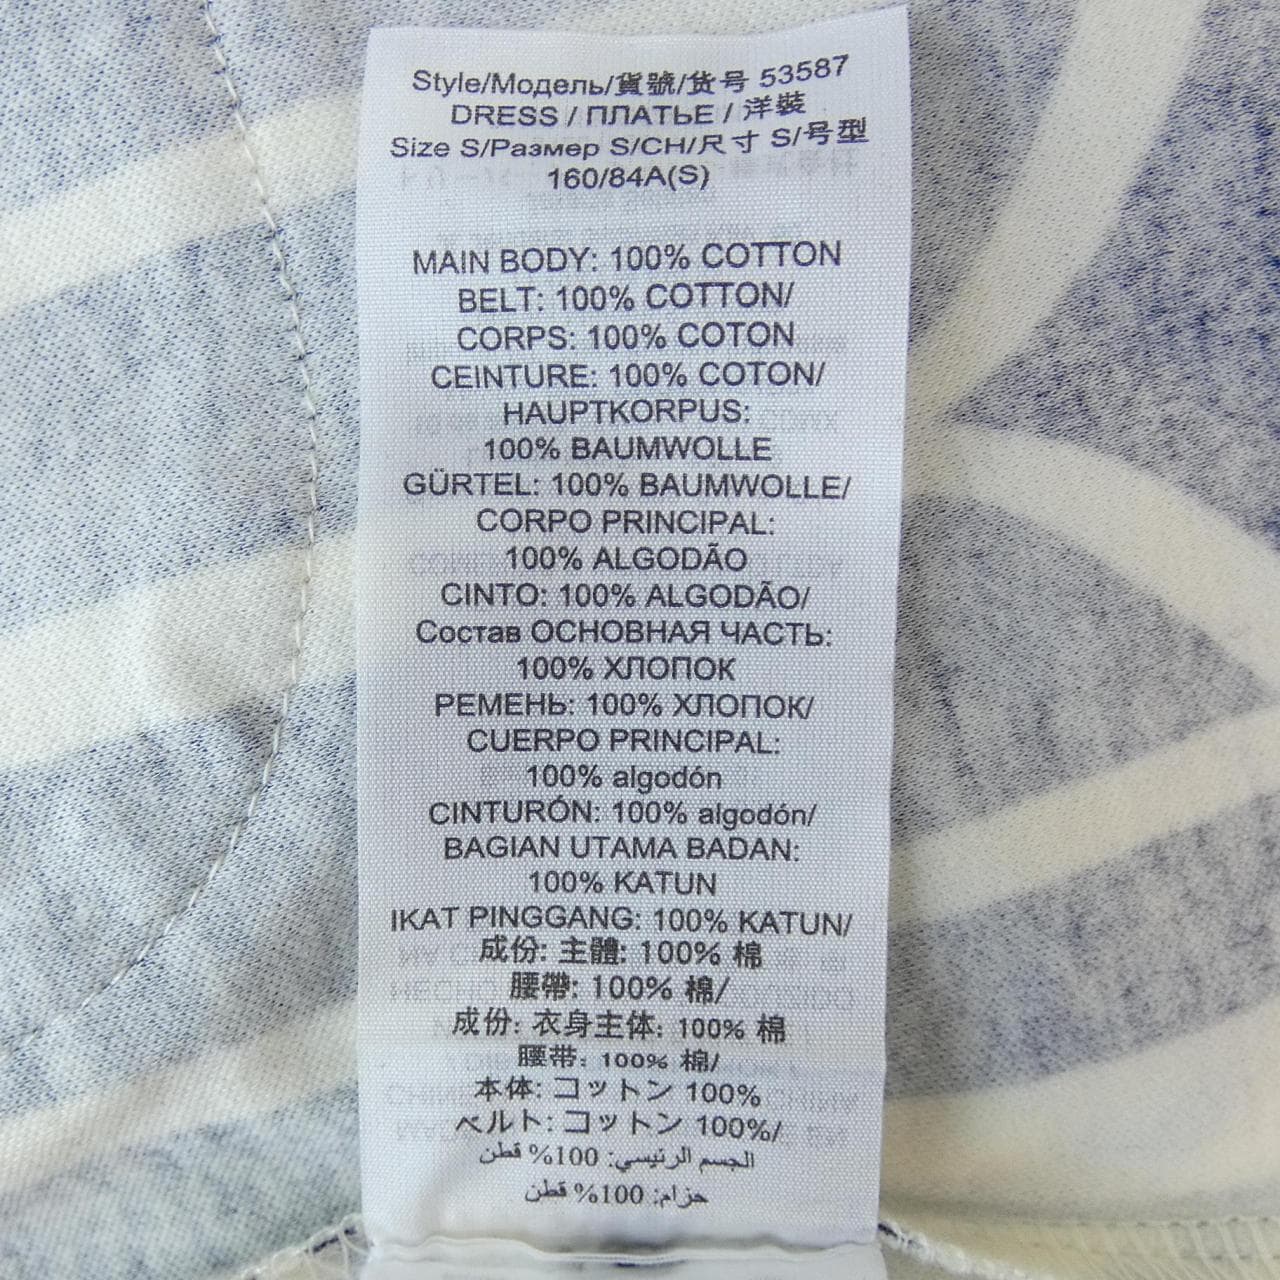 Style/Модель/貨號/货号 53587
DRESS / ПЛАТЬЕ / 洋裝
Size S/Размер S/CH/尺寸 S/号型
160/84A(S)
MAIN BODY: 100% COTTON
BELT: 100% COTTON/
CORPS: 100% COTON
CEINTURE: 100% COTON/
HAUPTKORPUS:
100% BAUMWOLLE
GÜRTEL: 100% BAUMWOLLE/
CORPO PRINCIPAL:
100% ALGODÃO
CINTO: 100% ALGODÃO/
Состав ОСНОВНАЯ ЧАСТЬ:
100% ХЛОПОК
РЕМЕНЬ: 100% ХЛОПОК/
CUERPO PRINCIPAL:
100% algodón
CINTURÓN: 100% algodón/
BAGIAN UTAMA BADAN:
100% KATUN
IKAT PINGGANG: 100% KATUN/
成份: 主體: 100% 棉
腰帶: 100% 棉/
成份: 衣身主体: 100% 棉
腰带: 100% 棉/
本体: コットン 100%
ベルト: コットン 100%/
الجسم الرئيسي: 100% قطن
حزام: 100% قطن